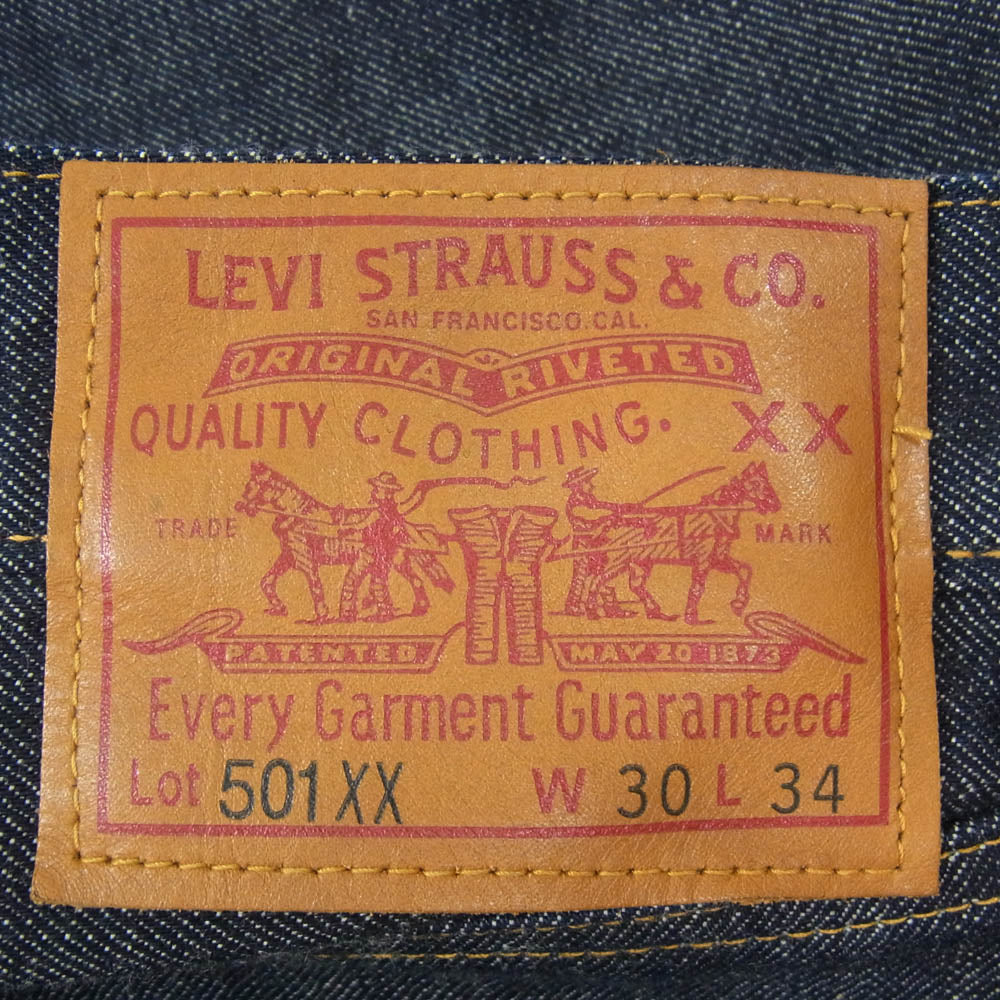 LEVI STRAUSS & CO.
SAN FRANCISCO. CAL.
ORIGINAL RIVETED
QUALITY CLOTHING. XX
TRADE MARK
PATENTED MAY 20 1873
Every Garment Guaranteed
Lot 501XX W 30 L 34